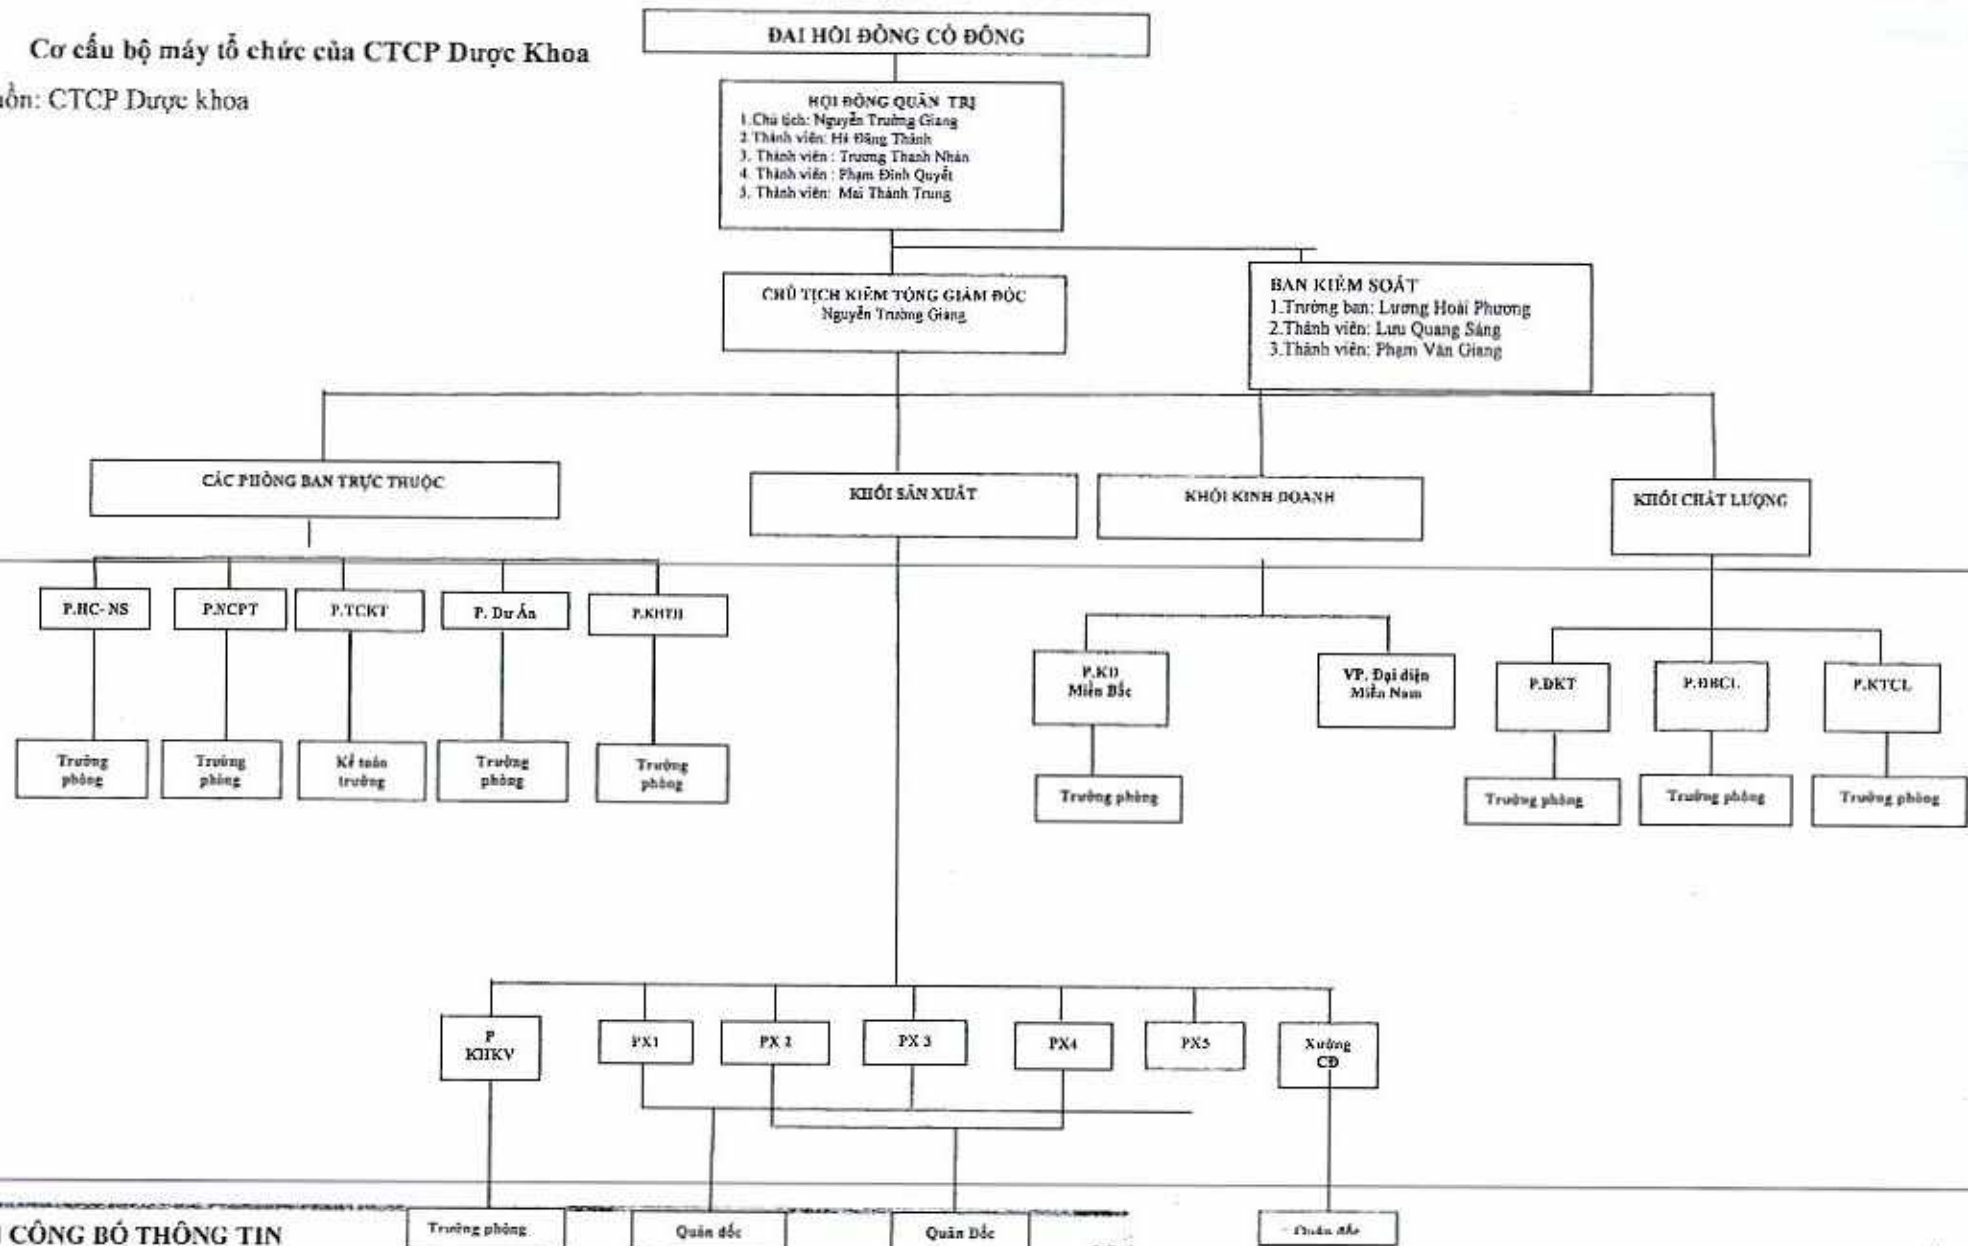 ĐẠI HỘI ĐỒNG CỔ ĐÔNG
Cơ cấu bộ máy tổ chức của CTCP Dược Khoa
CTCP Dược khoa
HỘI ĐỒNG QUẢN TRỊ
1.Chủ tịch: Nguyễn Trường Giang
2.Thành viên: Hà Đăng Thành
3. Thành viên : Trương Thanh Nhàn
4. Thành viên : Phạm Đình Quyết
5. Thành viên: Mai Thành Trung
CHỦ TỊCH KIÊM TỔNG GIÁM ĐỐC
Nguyễn Trường Giang
BAN KIỂM SOÁT
1.Trưởng ban: Lương Hoài Phương
2.Thành viên: Lưu Quang Sáng
3.Thành viên: Phạm Văn Giang
CÁC PHÒNG BAN TRỰC THUỘC
KHỐI SẢN XUẤT
KHỐI KINH DOANH
KHỐI CHẤT LƯỢNG
P.HC- NS
P.NCPT
P.TCKT
P. Dự Án
P.KHTH
P.KD
Miền Bắc
VP. Đại diện
Miền Nam
P.ĐKT
P.ĐBCL
P.KTCL
Trưởng
phòng
Trưởng
phòng
Kế toán
trưởng
Trưởng
phòng
Trưởng
phòng
Trưởng phòng
Trưởng phòng
Trưởng phòng
Trưởng phòng
P
KHKV
PX1
PX 2
PX 3
PX4
PX5
Xưởng
CĐ
CÔNG BỐ THÔNG TIN
Trưởng phòng
Quản đốc
Quản Đốc
Quản đốc